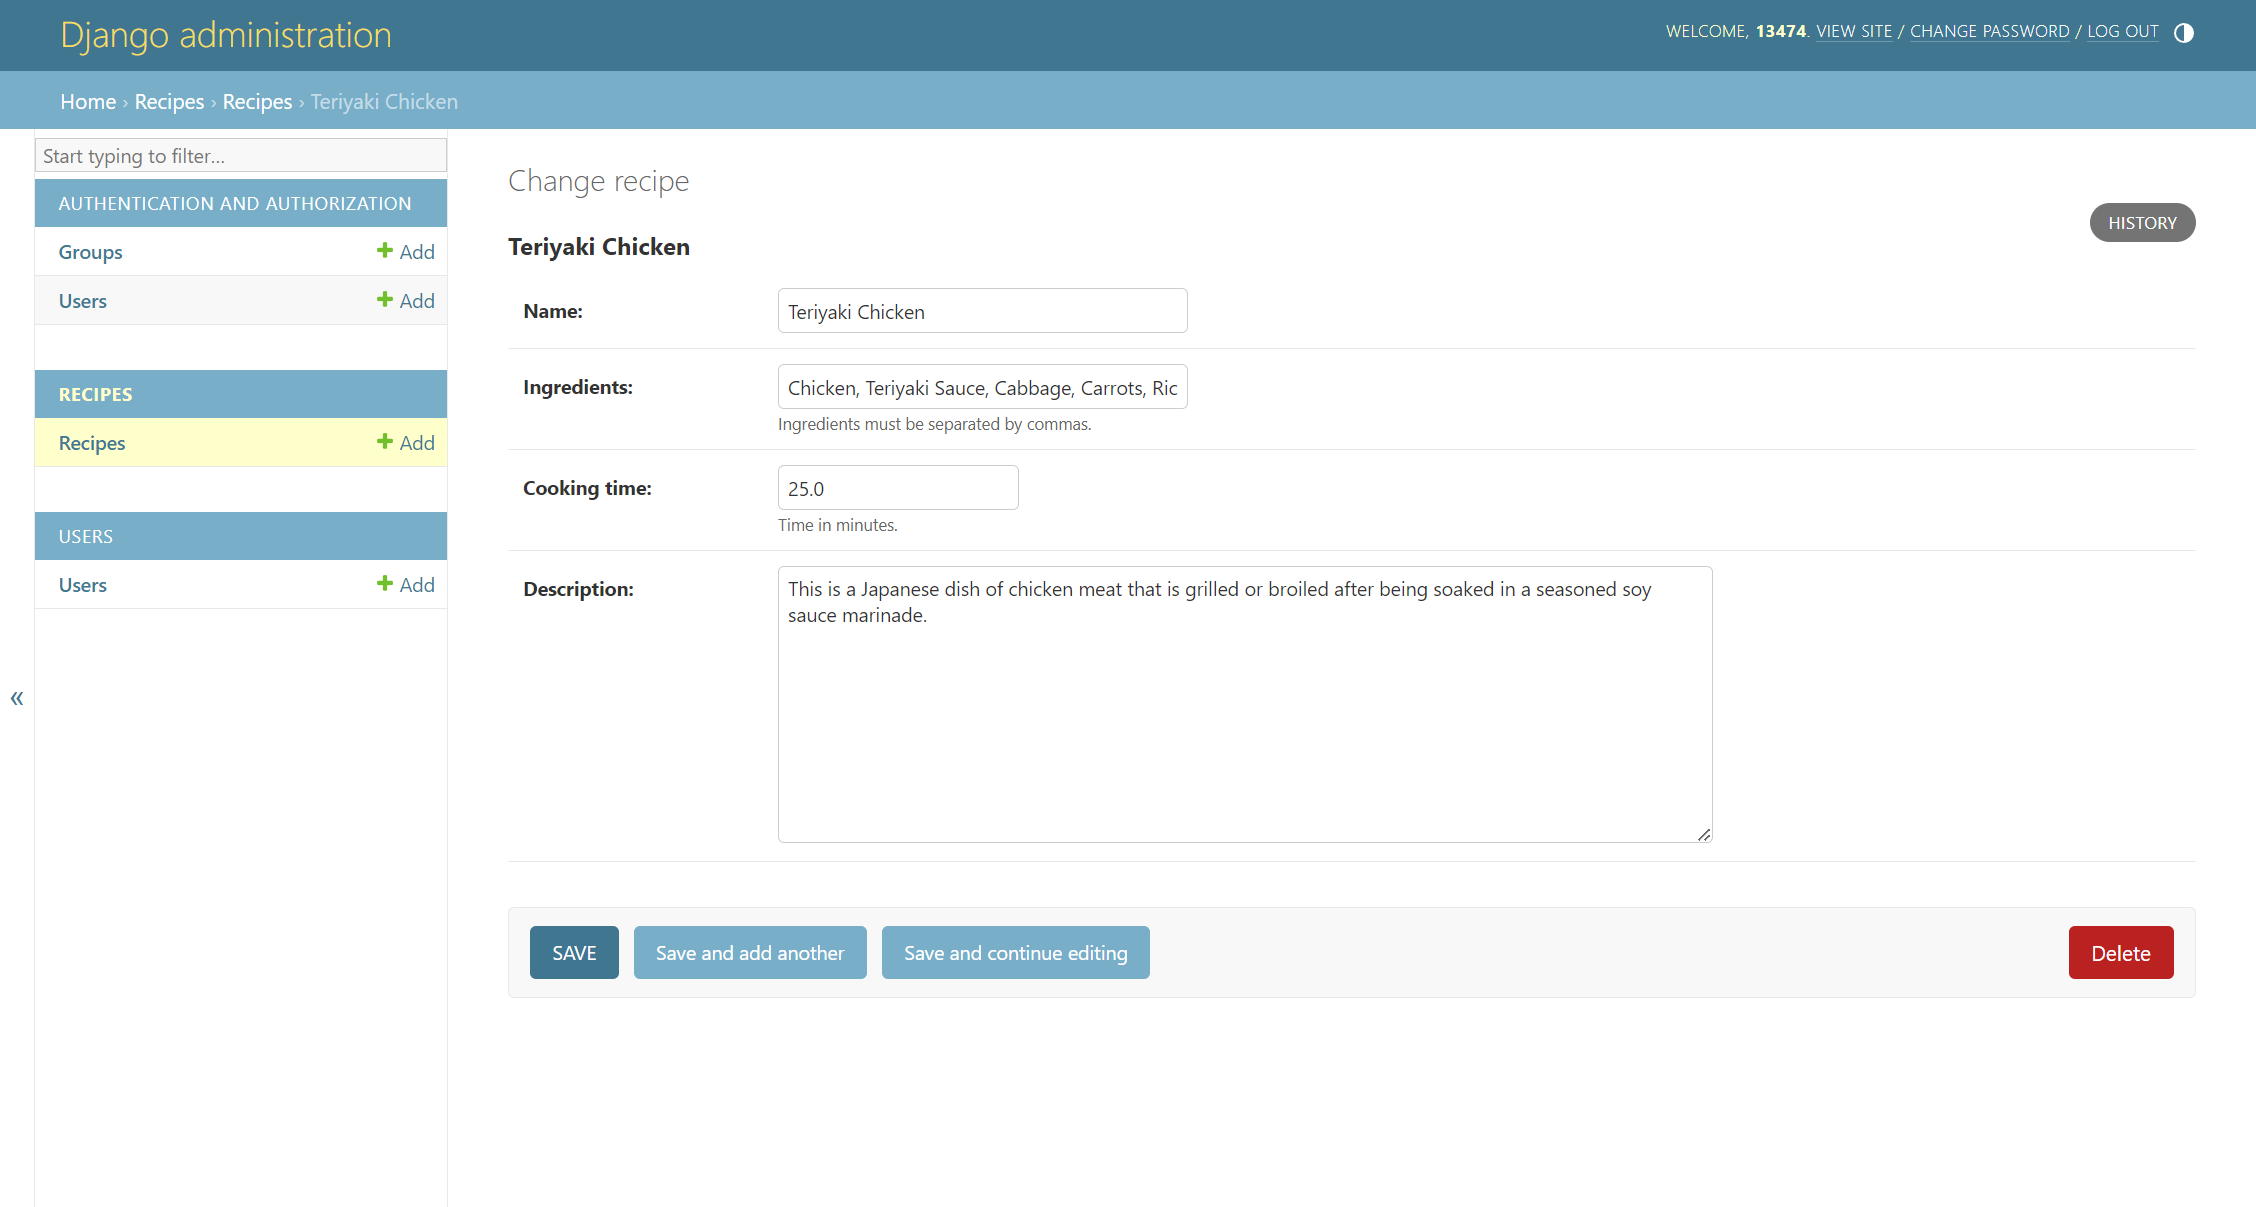 Django administration
WELCOME, 13474. VIEW SITE / CHANGE PASSWORD / LOG OUT
Home › Recipes › Recipes › Teriyaki Chicken
Start typing to filter...
AUTHENTICATION AND AUTHORIZATION
Groups + Add
Users + Add
RECIPES
Recipes + Add
USERS
Users + Add
«
Change recipe
HISTORY
Teriyaki Chicken
Name: Teriyaki Chicken
Ingredients: Chicken, Teriyaki Sauce, Cabbage, Carrots, Ric
Ingredients must be separated by commas.
Cooking time: 25.0
Time in minutes.
Description: This is a Japanese dish of chicken meat that is grilled or broiled after being soaked in a seasoned soy
sauce marinade.
SAVE Save and add another Save and continue editing Delete